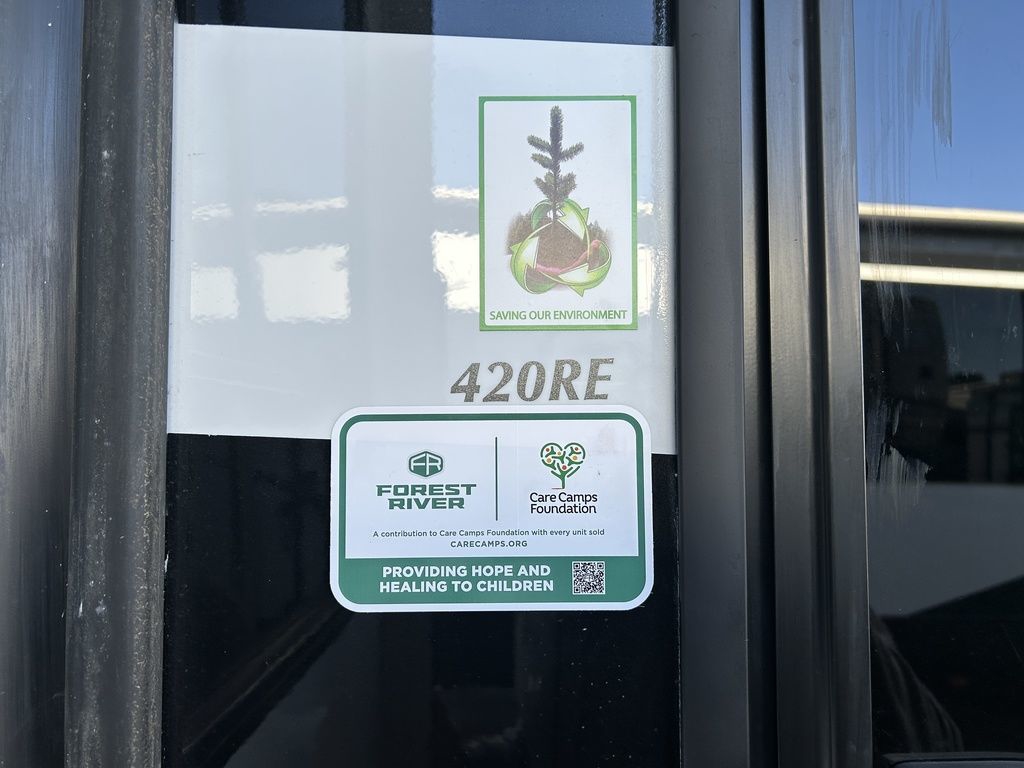 SAVING OUR ENVIRONMENT
420RE
FR
FOREST
RIVER
Care Camps
Foundation
A contribution to Care Camps Foundation with every unit sold
CARECAMPS.ORG
PROVIDING HOPE AND
HEALING TO CHILDREN